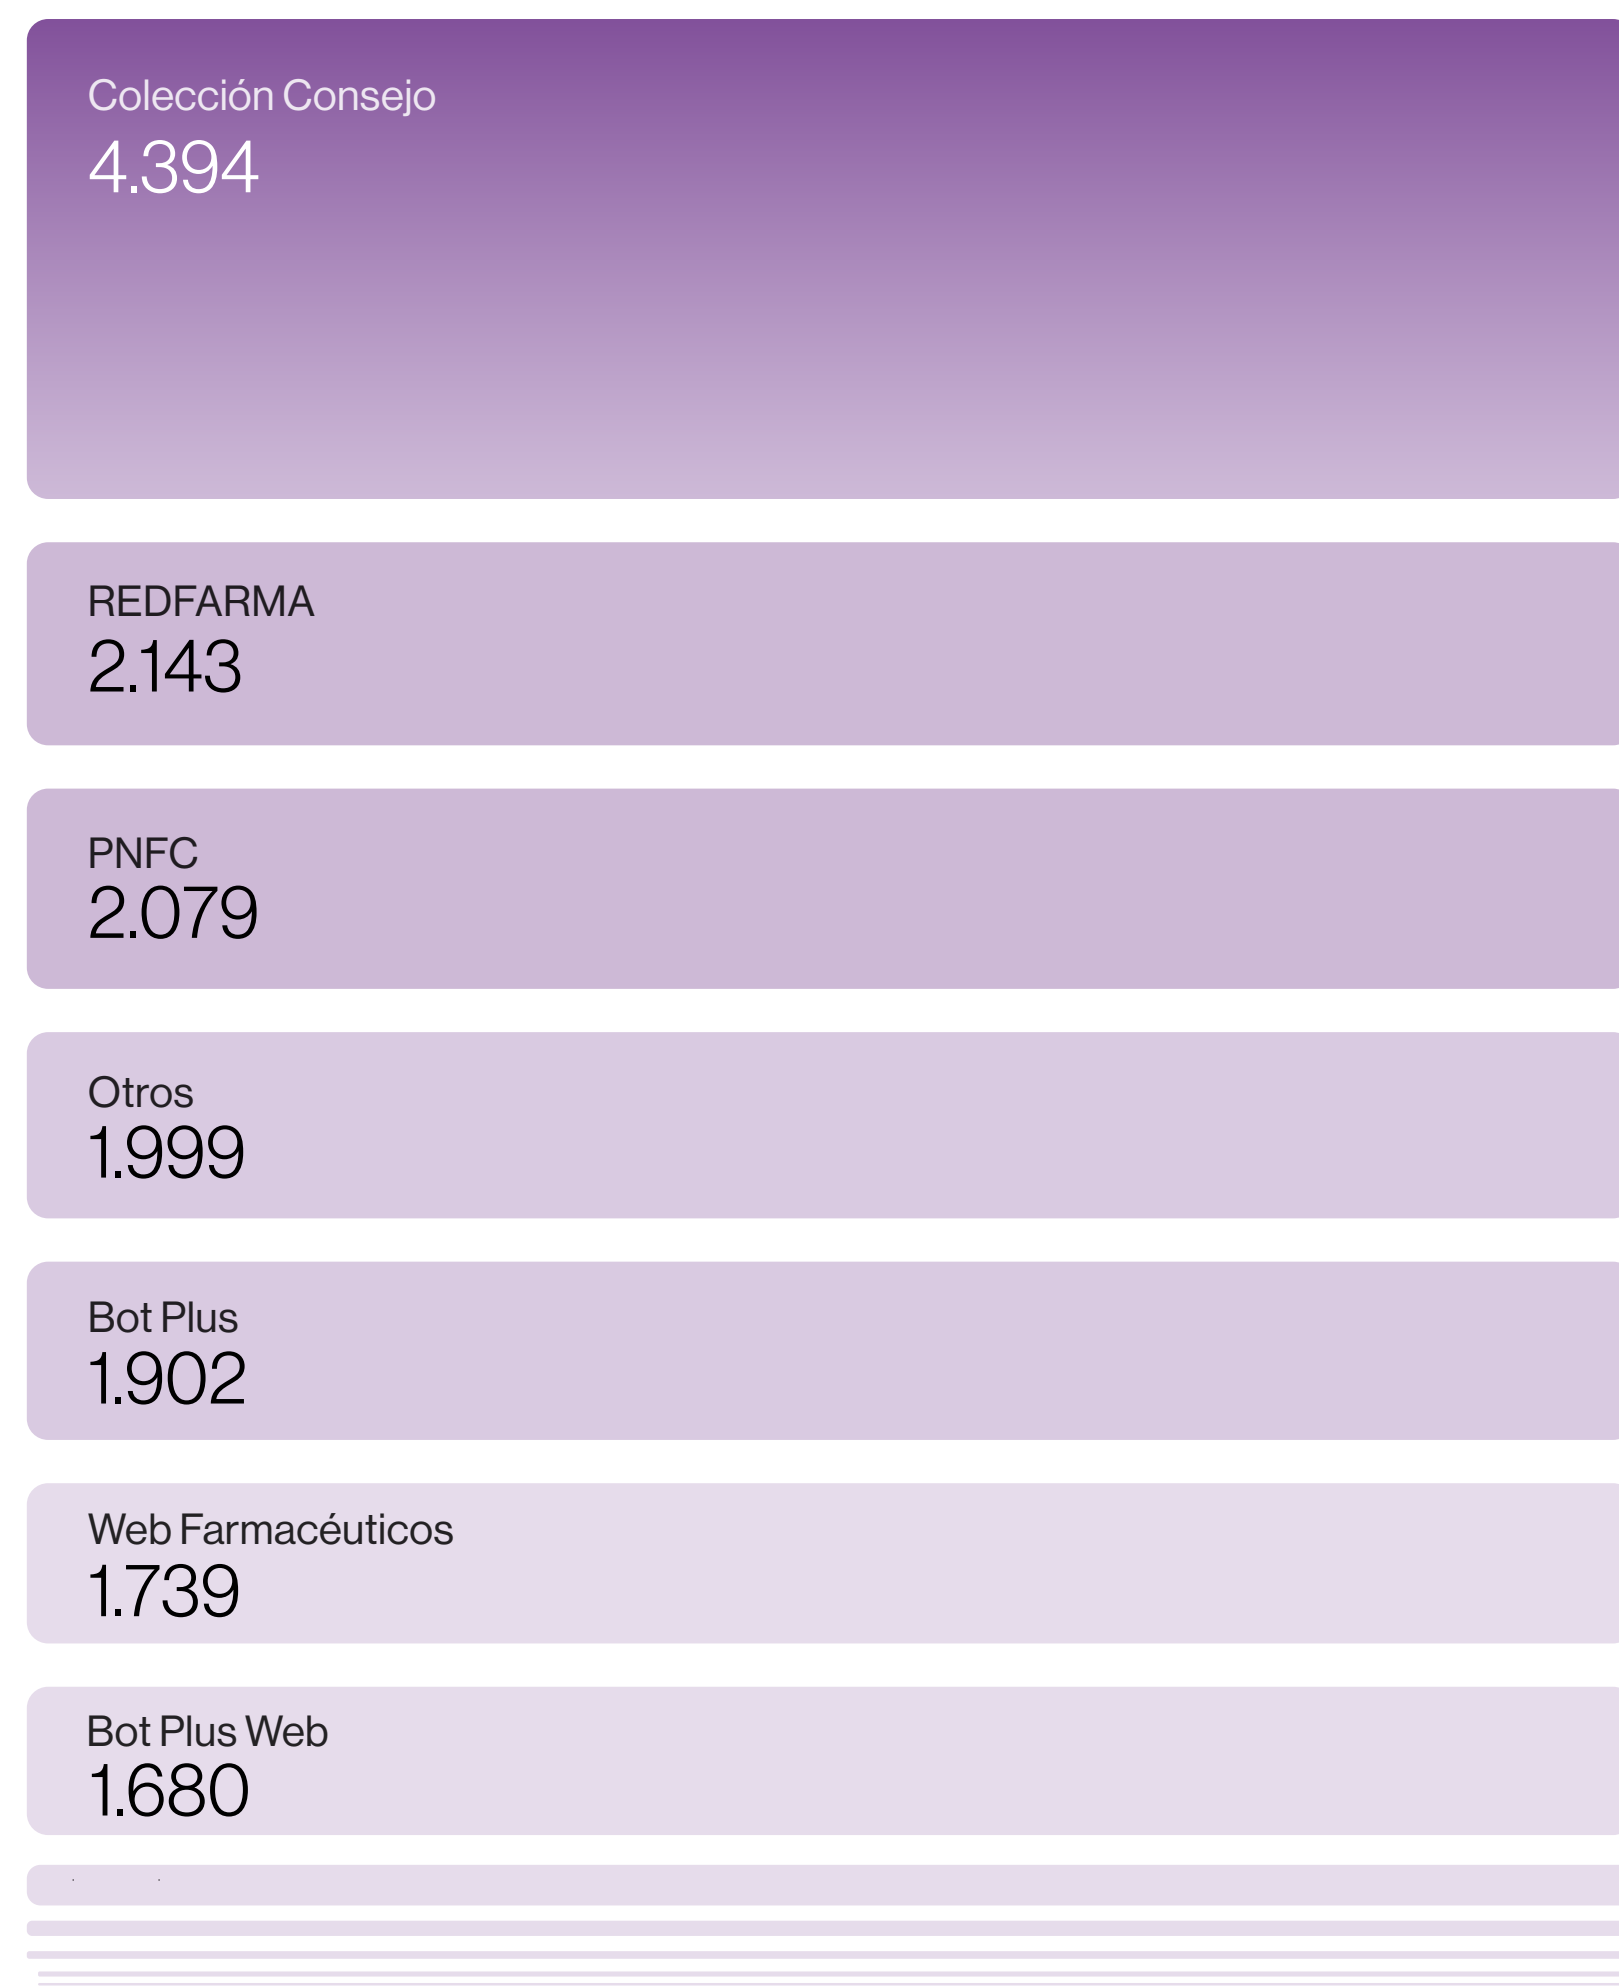 Colección Consejo
4.394
REDFARMA
2.143
PNFC
2.079
Otros
1.999
Bot Plus
1.902
Web Farmacéuticos
1.739
Bot Plus Web
1.680